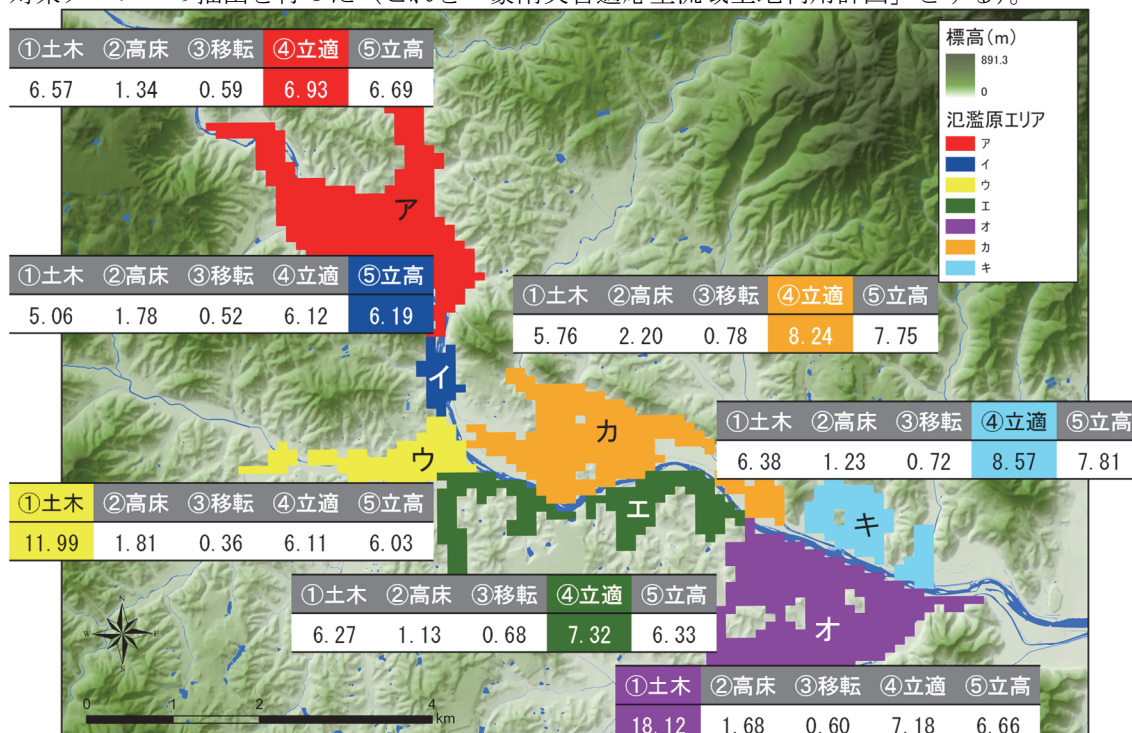 ①土木 ②高床 ③移転 ④立適 ⑤立高
6.57 1.34 0.59 6.93 6.69
標高(m)
891.3
0
氾濫原エリア
ア
イ
ウ
エ
オ
カ
キ
ア
①土木 ②高床 ③移転 ④立適 ⑤立高
5.06 1.78 0.52 6.12 6.19
①土木 ②高床 ③移転 ④立適 ⑤立高
5.76 2.20 0.78 8.24 7.75
イ
カ
①土木 ②高床 ③移転 ④立適 ⑤立高
6.38 1.23 0.72 8.57 7.81
ウ
①土木 ②高床 ③移転 ④立適 ⑤立高
11.99 1.81 0.36 6.11 6.03
エ
キ
①土木 ②高床 ③移転 ④立適 ⑤立高
6.27 1.13 0.68 7.32 6.33
オ
①土木 ②高床 ③移転 ④立適 ⑤立高
18.12 1.68 0.60 7.18 6.66
N
W E
S
0 1 2 4
km